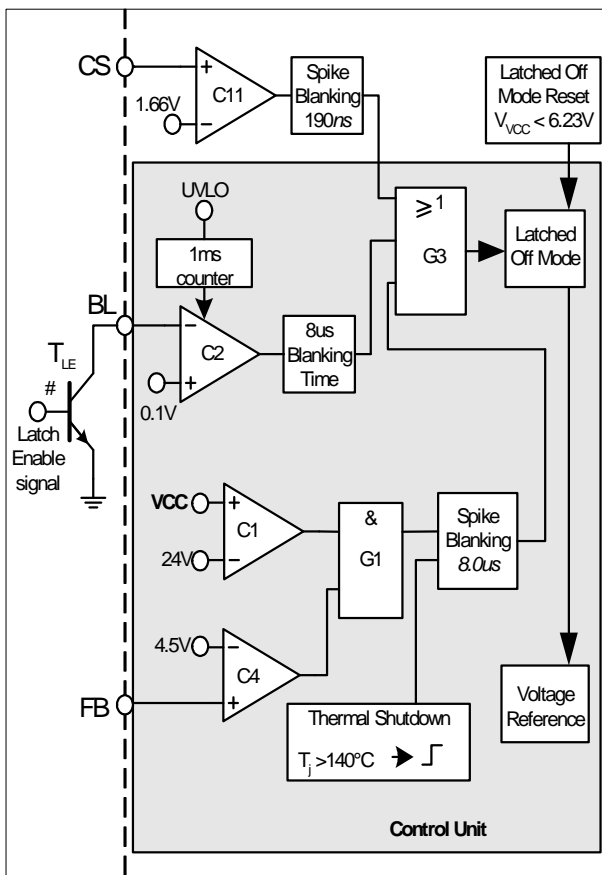 CS
+
C11
1.66V
−
Spike
Blanking
190ns
Latched Off
Mode Reset
V_VCC < 6.23V
UVLO
1ms
counter
≥1
G3
Latched
Off Mode
BL
−
C2
+
0.1V
8us
Blanking
Time
T_LE
#
Latch
Enable
signal
VCC
+
C1
24V
−
&
G1
Spike
Blanking
8.0us
4.5V
−
C4
+
FB
Thermal Shutdown
T_j >140°C
Voltage
Reference
Control Unit